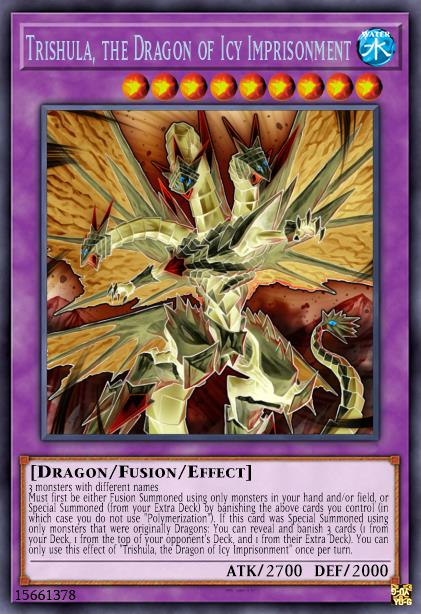 Trishula, the Dragon of Icy Imprisonment
WATER
水
[Dragon/Fusion/Effect]
3 monsters with different names
Must first be either Fusion Summoned using only monsters in your hand and/or field, or
Special Summoned (from your Extra Deck) by banishing the above cards you control (in
which case you do not use "Polymerization"). If this card was Special Summoned using
only monsters that were originally Dragons: You can reveal and banish 3 cards (1 from
your Deck, 1 from the top of your opponent's Deck, and 1 from their Extra Deck). You can
only use this effect of "Trishula, the Dragon of Icy Imprisonment" once per turn.
ATK/2700 DEF/2000
15661378